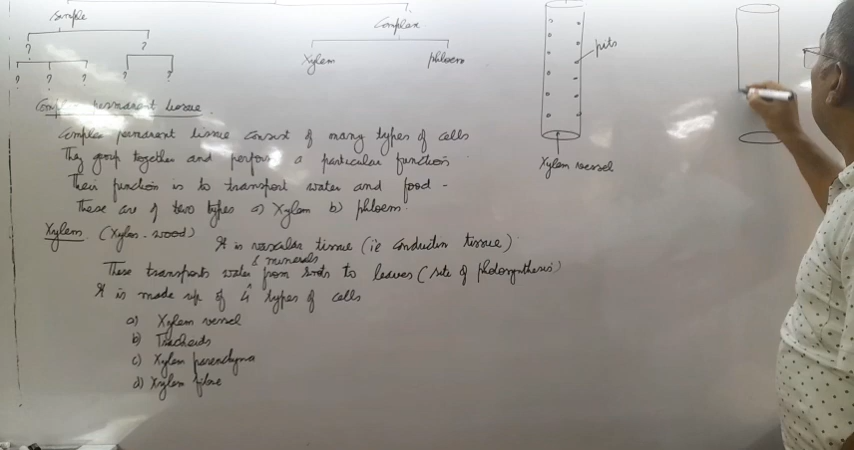 Simple
Complex
?
?
? ? ? ? ?
Xylem phloem
pits
Xylem vessel
Complex permanent tissue
Complex permanent tissue consist of many types of cells
They group together and perform a particular function
Their function is to transport water and food -
These are of two types a) Xylem b) phloem.
Xylem (Xylos - wood) It is vascular tissue (i.e conductin tissue)
& minerals
These transports water from roots to leaves (site of photosynthesis)
It is made up of 4 types of cells
a) Xylem vessel
b) Tracheids
c) Xylem parenchyma
d) Xylem fibre